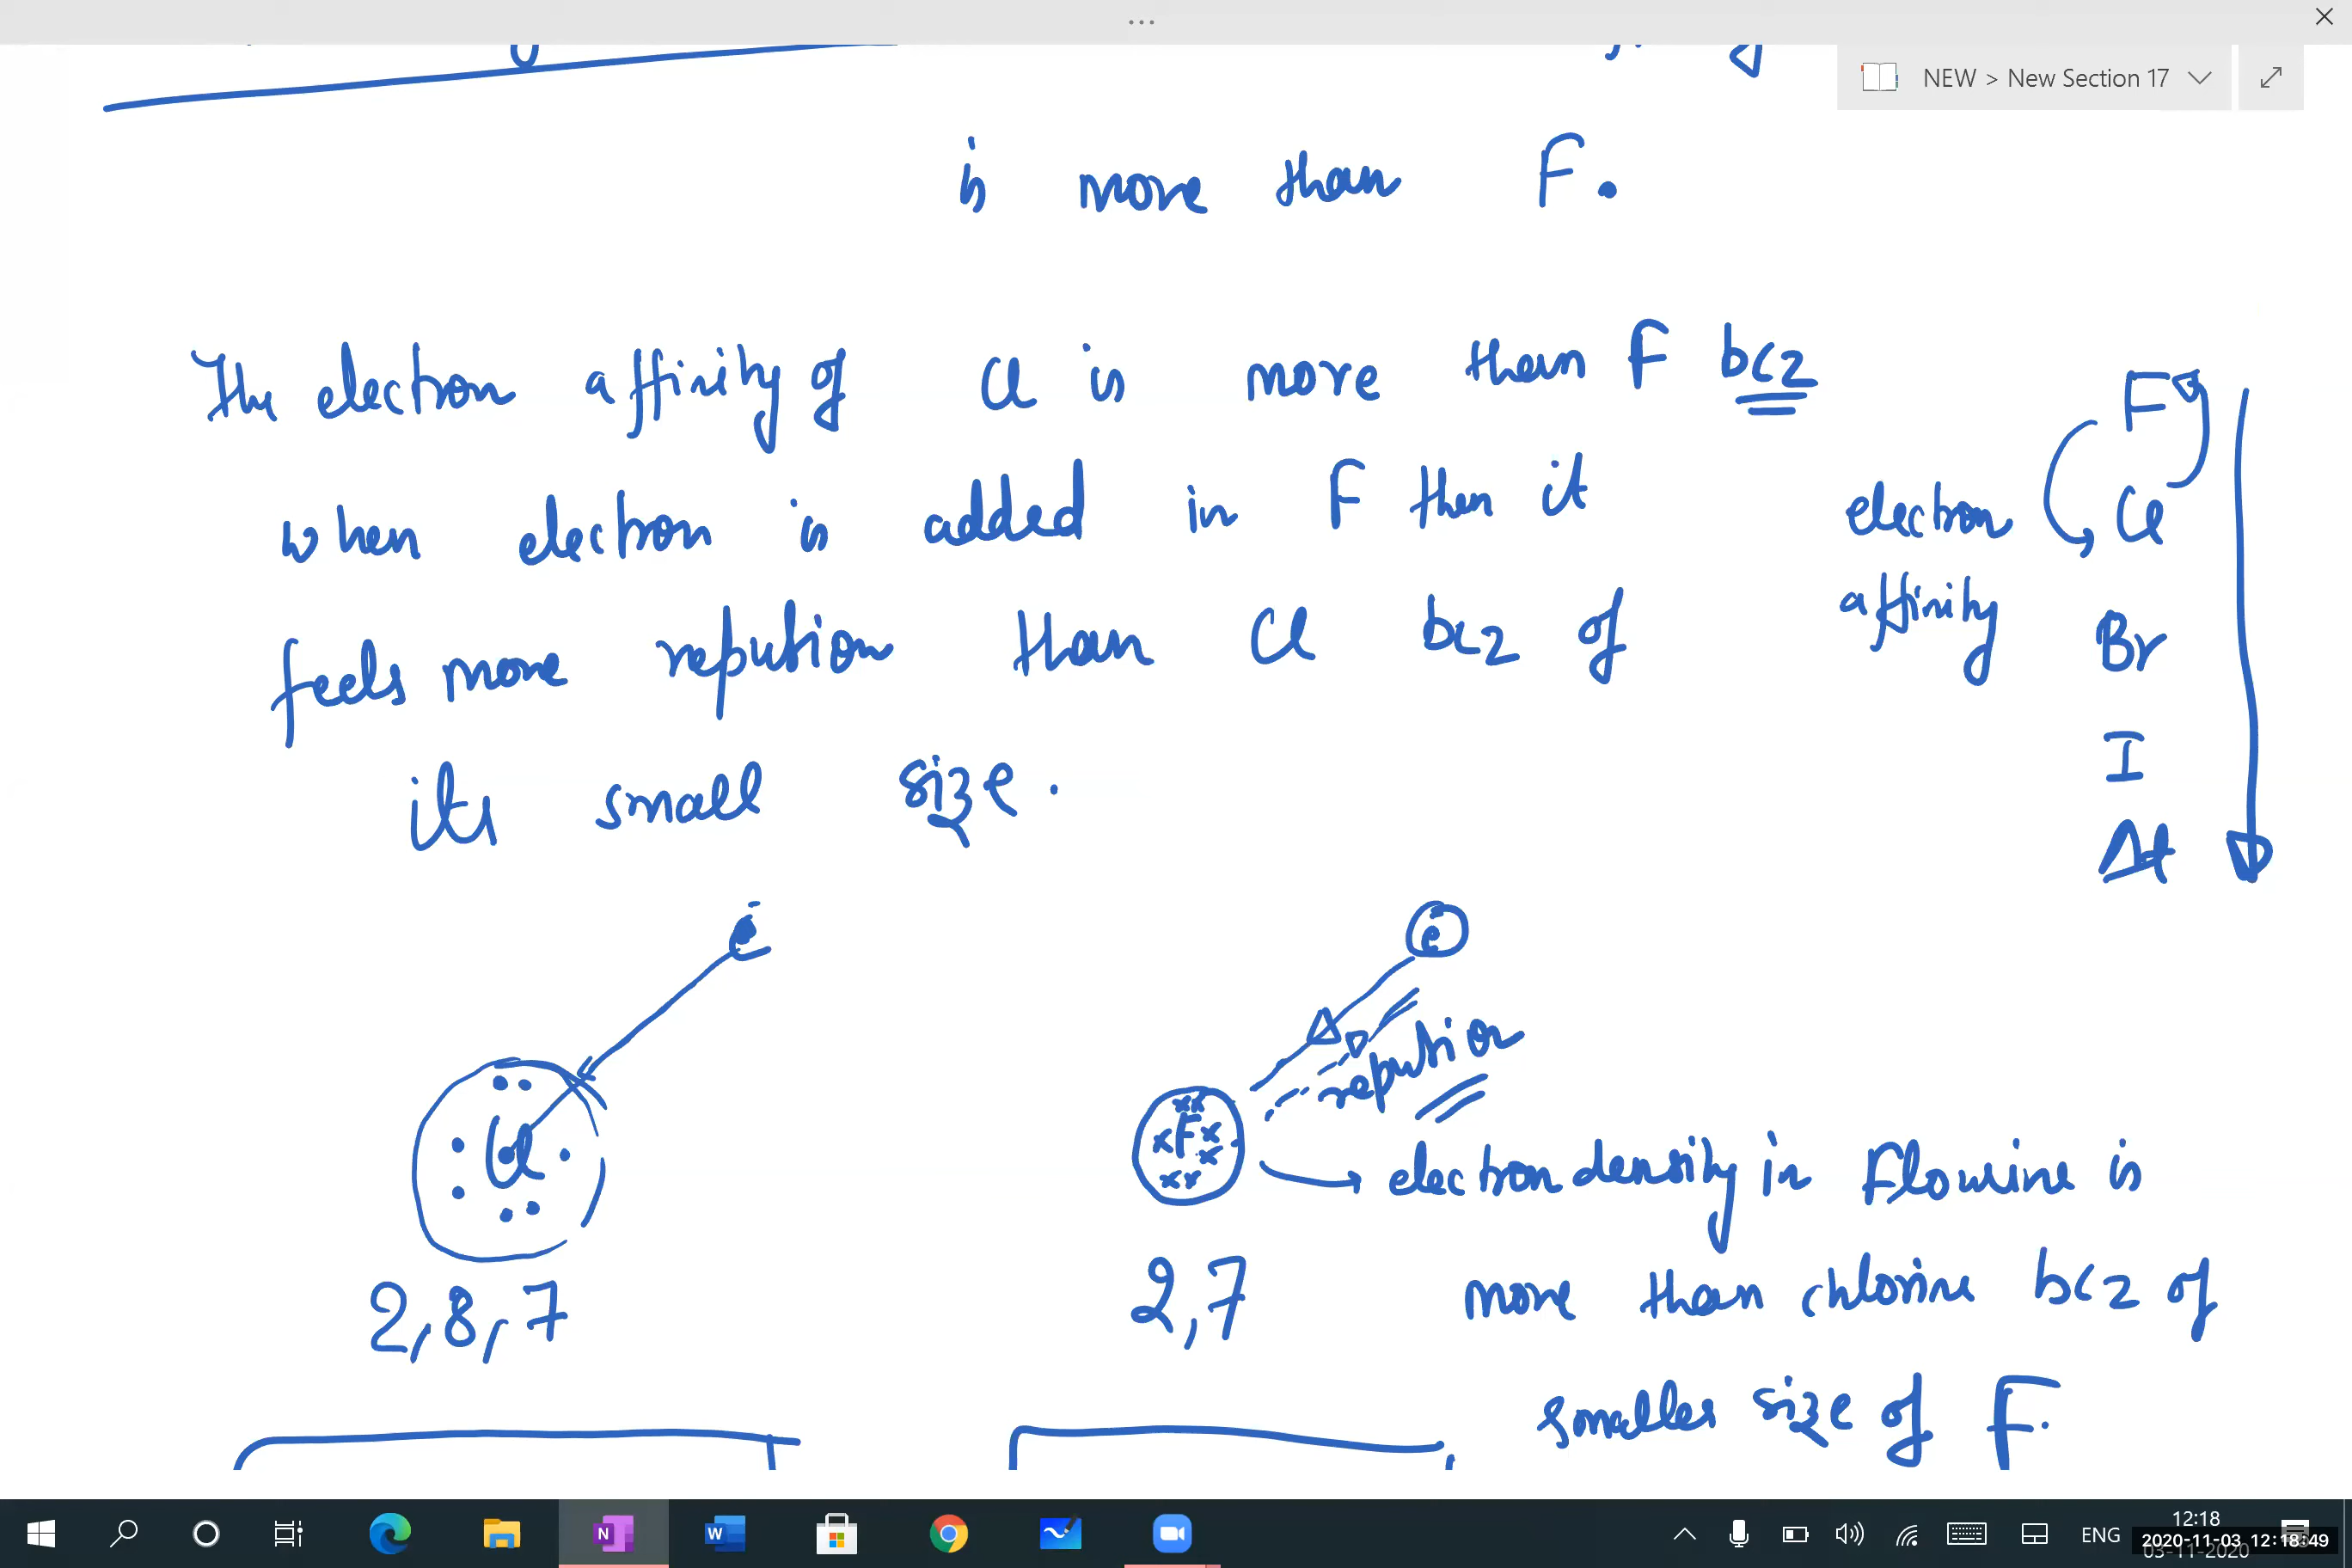 ...
NEW > New Section 17
is more than F.
The electron affinity of Cl is more than F bcz
when electron is added in F then it
feels more repulsion than Cl bcz of
its small size.
electron
affinity
F
Cl
Br
I
At
e
repulsion
Cl
F
2,8,7
2,7
electron density in Flourine is
more than chlorine bcz of
smaller size of F.
ENG
12:18
03-11-2020
2020-11-03 12:18:49